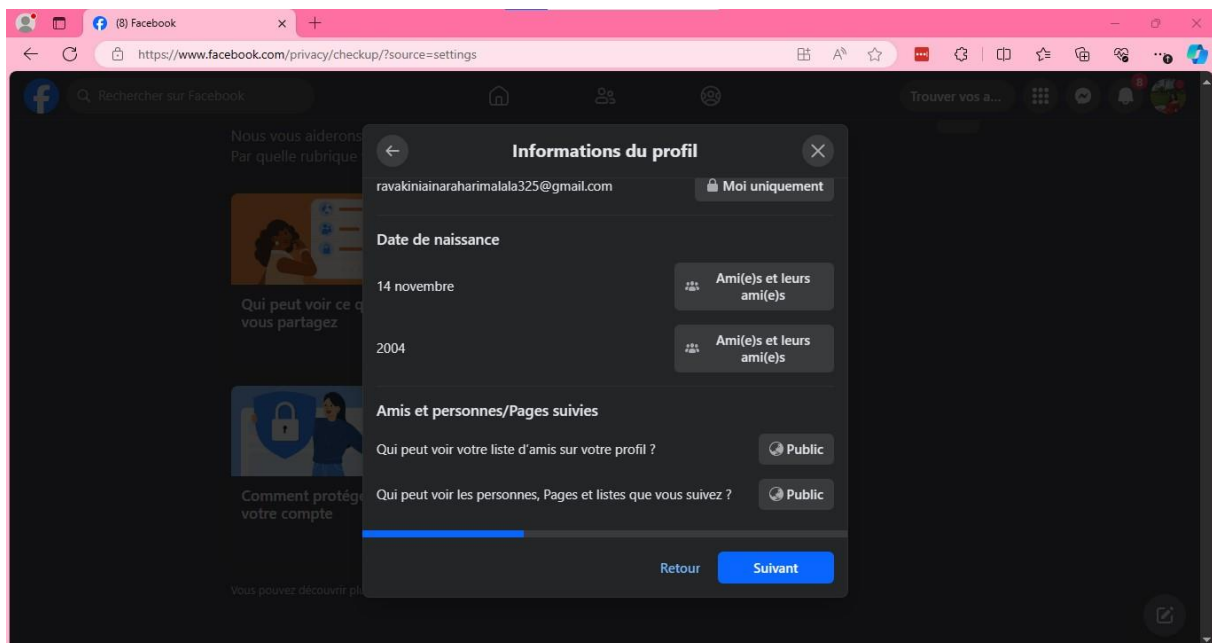 (8) Facebook
https://www.facebook.com/privacy/checkup/?source=settings
Rechercher sur Facebook
Trouver vos a...
8
Nous vous aiderons
Par quelle rubrique
Informations du profil
ravakiniainaraharimalala325@gmail.com
Moi uniquement
Date de naissance
14 novembre
Ami(e)s et leurs
ami(e)s
2004
Ami(e)s et leurs
ami(e)s
Qui peut voir ce q
vous partagez
Amis et personnes/Pages suivies
Qui peut voir votre liste d'amis sur votre profil ?
Public
Qui peut voir les personnes, Pages et listes que vous suivez ?
Public
Comment protége
votre compte
Retour
Suivant
Vous pouvez découvrir pl